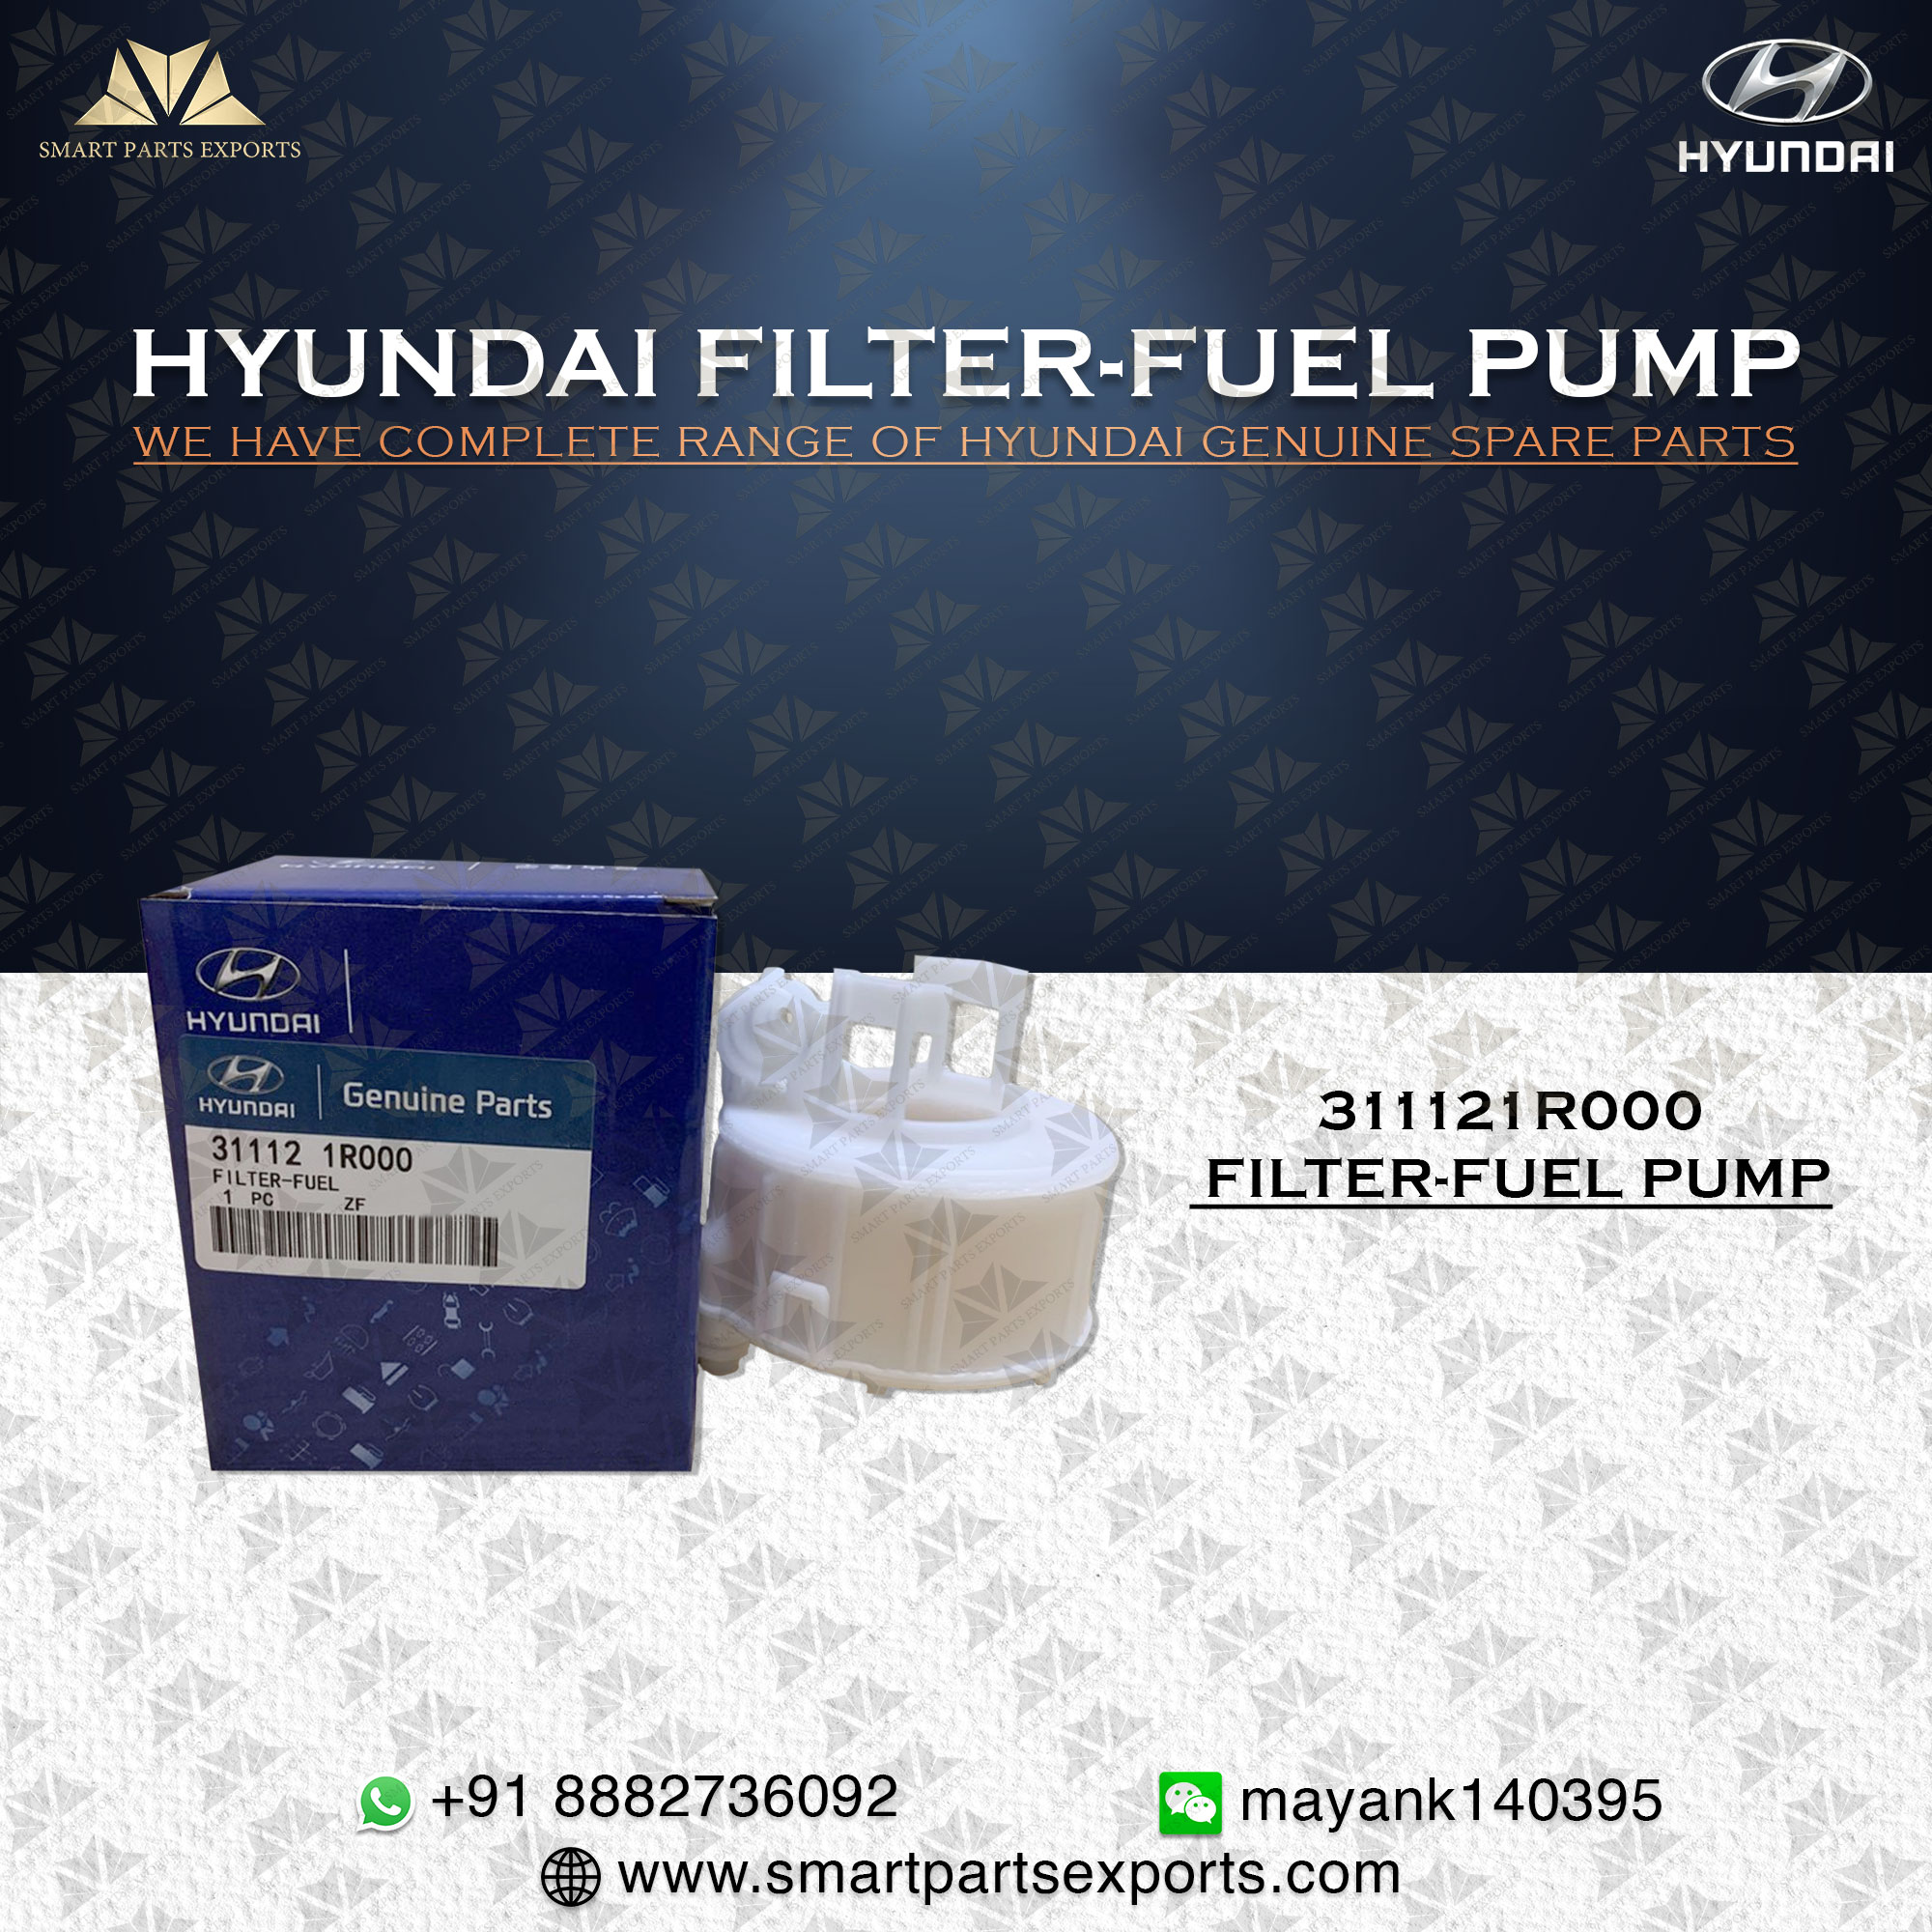 SMART PARTS EXPORTS
HYUNDAI
HYUNDAI FILTER-FUEL PUMP
WE HAVE COMPLETE RANGE OF HYUNDAI GENUINE SPARE PARTS
HYUNDAI
HYUNDAI
HYUNDAI Genuine Parts
31112 1R000
FILTER-FUEL
1 PC ZF
311121R000
FILTER-FUEL PUMP
+91 8882736092
mayank140395
www.smartpartsexports.com